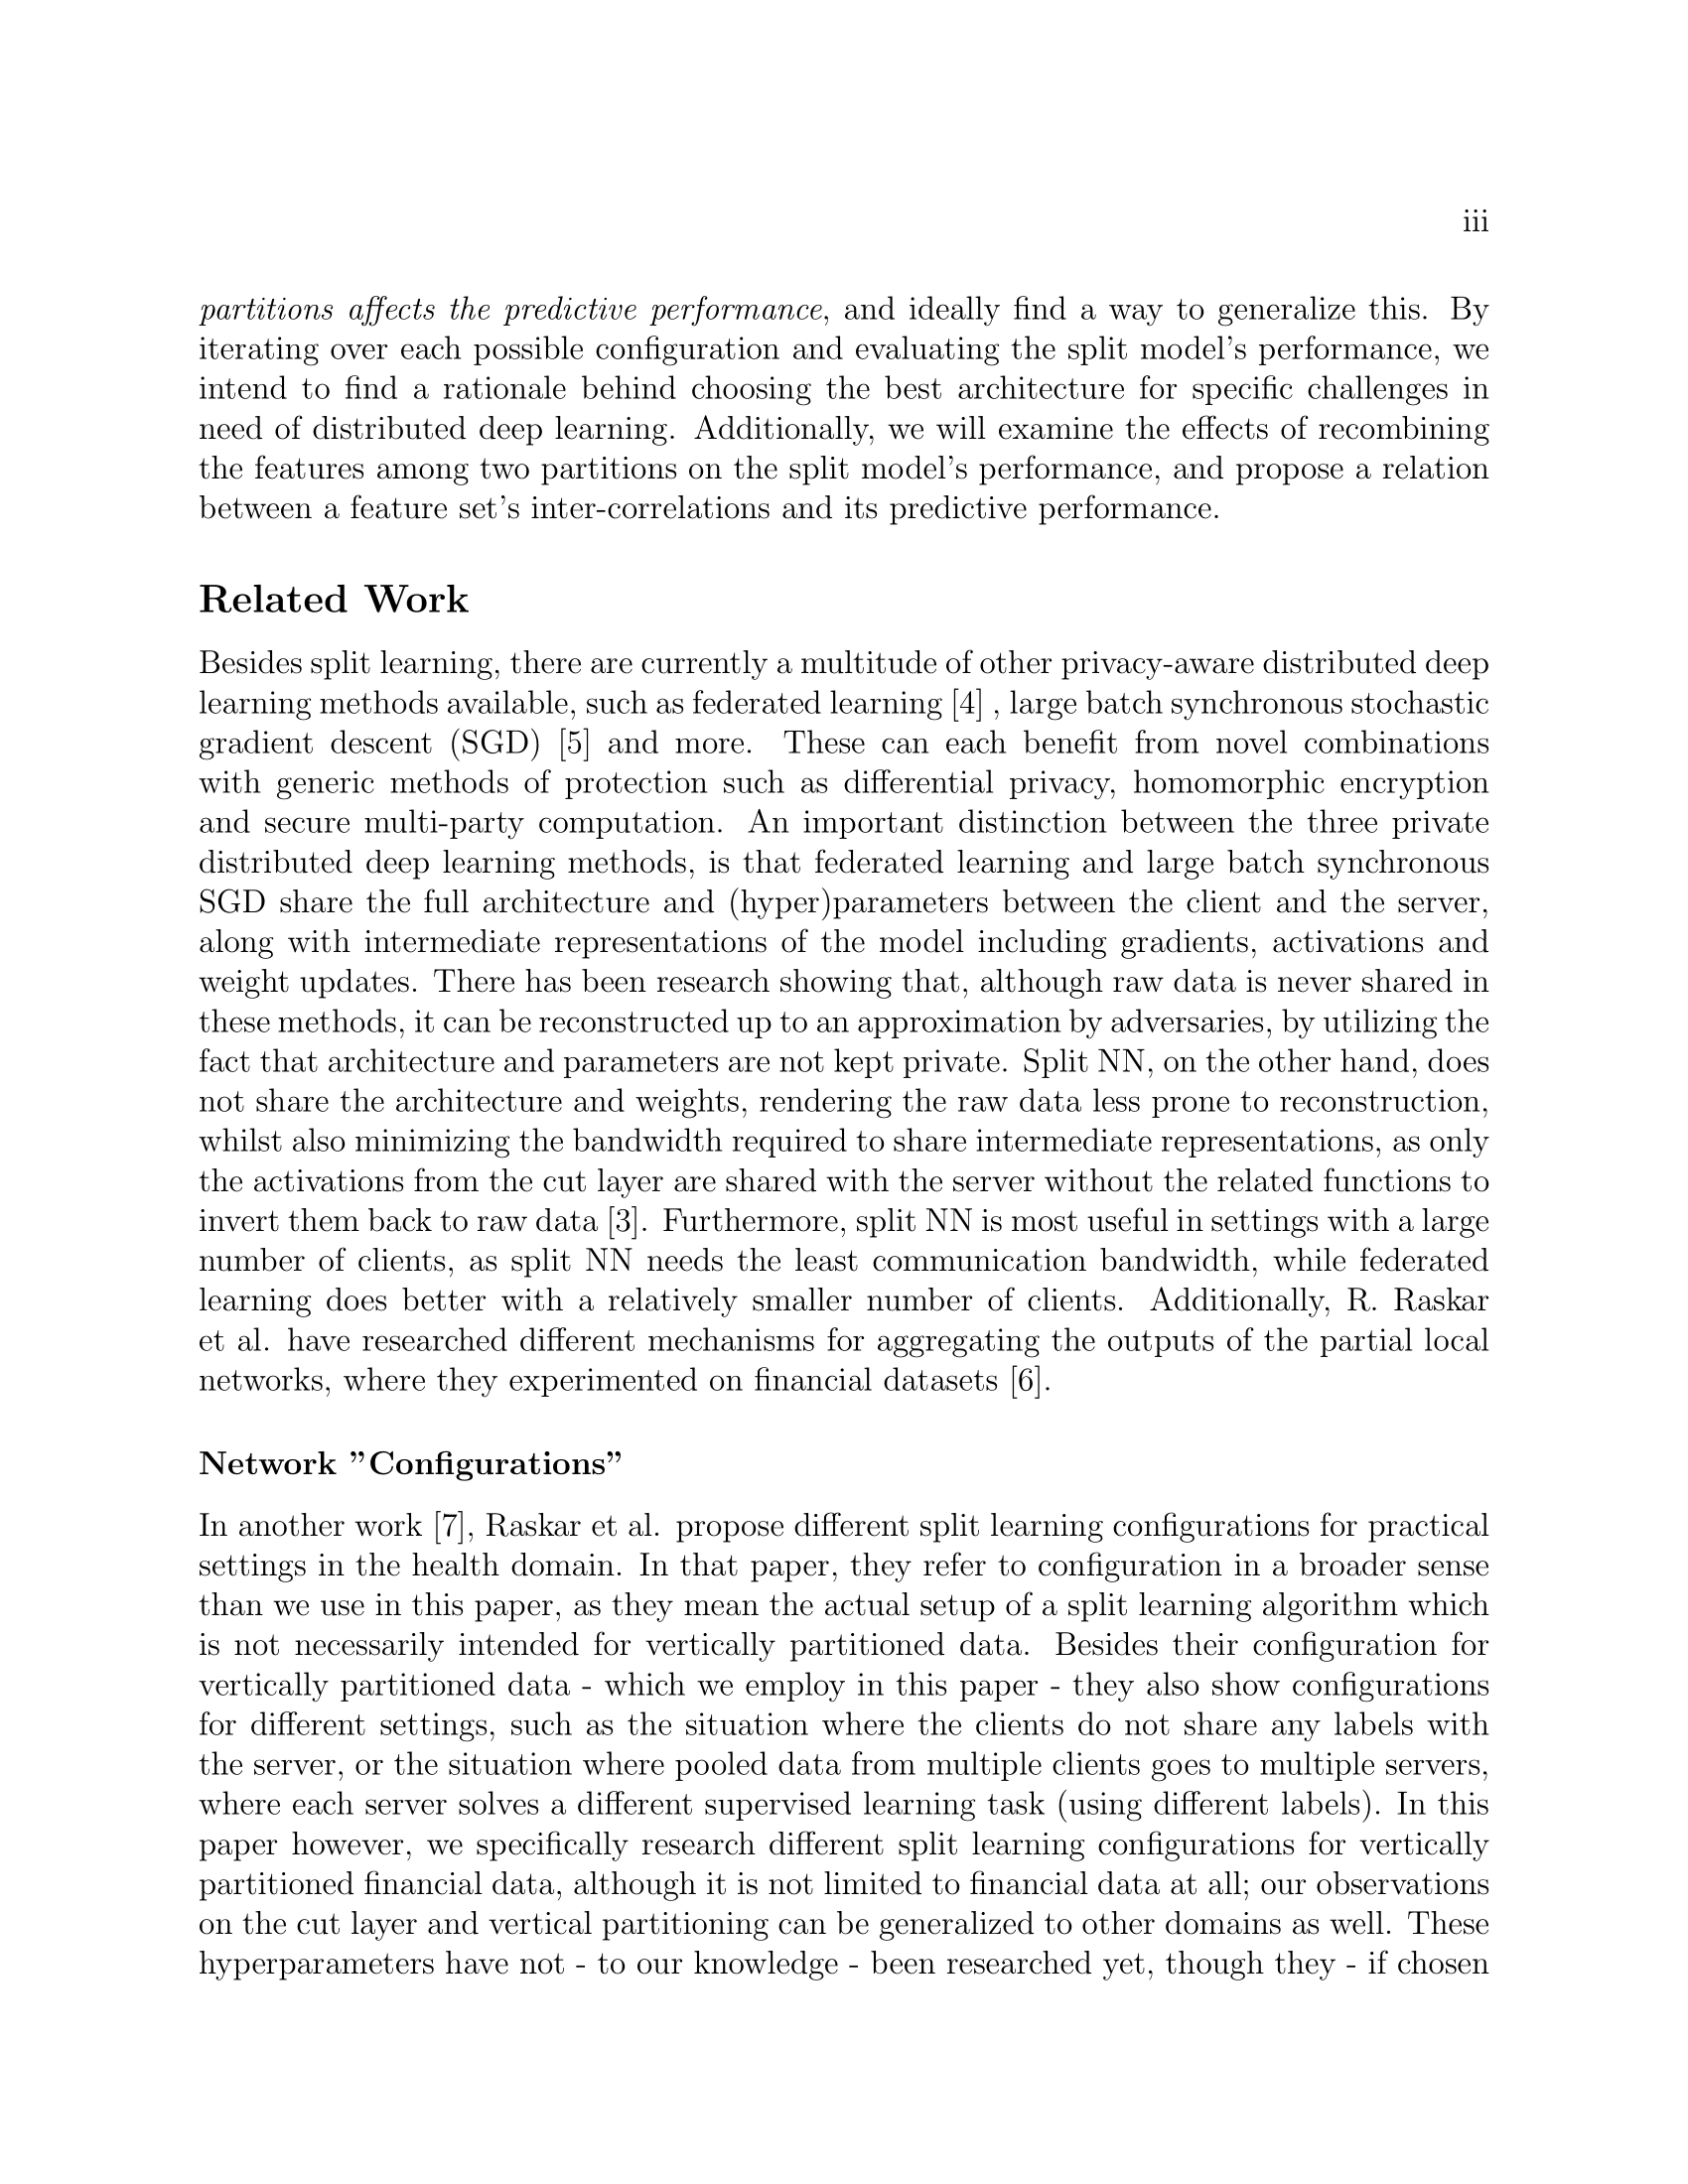 iii
partitions affects the predictive performance, and ideally find a way to generalize this. By
iterating over each possible configuration and evaluating the split model's performance, we
intend to find a rationale behind choosing the best architecture for specific challenges in
need of distributed deep learning. Additionally, we will examine the effects of recombining
the features among two partitions on the split model's performance, and propose a relation
between a feature set's inter-correlations and its predictive performance.
Related Work
Besides split learning, there are currently a multitude of other privacy-aware distributed deep
learning methods available, such as federated learning [4] , large batch synchronous stochastic
gradient descent (SGD) [5] and more. These can each benefit from novel combinations
with generic methods of protection such as differential privacy, homomorphic encryption
and secure multi-party computation. An important distinction between the three private
distributed deep learning methods, is that federated learning and large batch synchronous
SGD share the full architecture and (hyper)parameters between the client and the server,
along with intermediate representations of the model including gradients, activations and
weight updates. There has been research showing that, although raw data is never shared in
these methods, it can be reconstructed up to an approximation by adversaries, by utilizing the
fact that architecture and parameters are not kept private. Split NN, on the other hand, does
not share the architecture and weights, rendering the raw data less prone to reconstruction,
whilst also minimizing the bandwidth required to share intermediate representations, as only
the activations from the cut layer are shared with the server without the related functions to
invert them back to raw data [3]. Furthermore, split NN is most useful in settings with a large
number of clients, as split NN needs the least communication bandwidth, while federated
learning does better with a relatively smaller number of clients. Additionally, R. Raskar
et al. have researched different mechanisms for aggregating the outputs of the partial local
networks, where they experimented on financial datasets [6].
Network ”Configurations”
In another work [7], Raskar et al. propose different split learning configurations for practical
settings in the health domain. In that paper, they refer to configuration in a broader sense
than we use in this paper, as they mean the actual setup of a split learning algorithm which
is not necessarily intended for vertically partitioned data. Besides their configuration for
vertically partitioned data - which we employ in this paper - they also show configurations
for different settings, such as the situation where the clients do not share any labels with
the server, or the situation where pooled data from multiple clients goes to multiple servers,
where each server solves a different supervised learning task (using different labels). In this
paper however, we specifically research different split learning configurations for vertically
partitioned financial data, although it is not limited to financial data at all; our observations
on the cut layer and vertical partitioning can be generalized to other domains as well. These
hyperparameters have not - to our knowledge - been researched yet, though they - if chosen